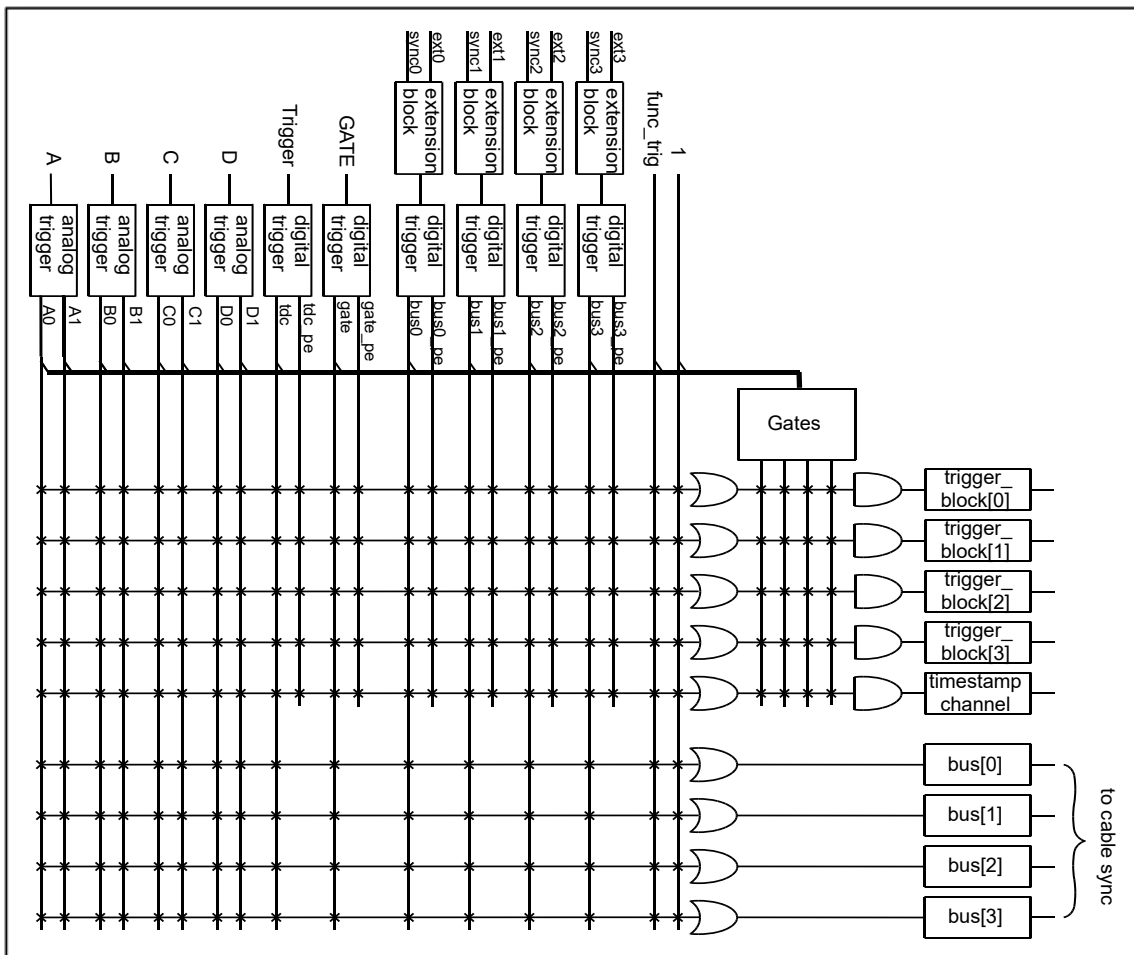 sync0
ext0
sync1
ext1
sync2
ext2
sync3
ext3
extension
block
extension
block
extension
block
extension
block
func_trig
1
A
B
C
D
Trigger
GATE
analog
trigger
analog
trigger
analog
trigger
analog
trigger
digital
trigger
digital
trigger
digital
trigger
digital
trigger
digital
trigger
digital
trigger
A0
A1
B0
B1
C0
C1
D0
D1
tdc
tdc_pe
gate
gate_pe
bus0
bus0_pe
bus1
bus1_pe
bus2
bus2_pe
bus3
bus3_pe
Gates
trigger_
block[0]
trigger_
block[1]
trigger_
block[2]
trigger_
block[3]
timestamp
channel
bus[0]
bus[1]
bus[2]
bus[3]
to cable sync